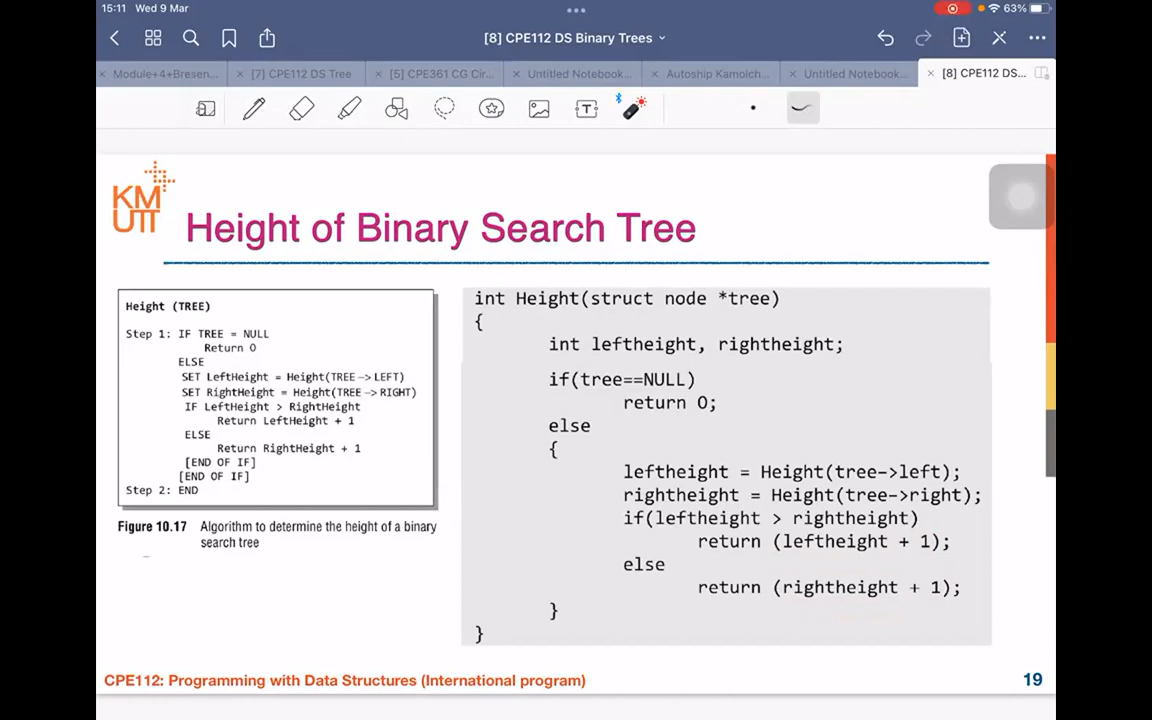 15:11 Wed 9 Mar
63%
[8] CPE112 DS Binary Trees
Module+4+Bresen...
[7] CPE112 DS Tree
[5] CPE361 CG Cir...
Untitled Notebook...
Autoship Kamoich...
Untitled Notebook...
[8] CPE112 DS...
KM
UTT
Height of Binary Search Tree
Height (TREE)
Step 1: IF TREE = NULL
Return 0
ELSE
SET LeftHeight = Height(TREE->LEFT)
SET RightHeight = Height(TREE->RIGHT)
IF LeftHeight > RightHeight
Return LeftHeight + 1
ELSE
Return RightHeight + 1
[END OF IF]
[END OF IF]
Step 2: END
Figure 10.17 Algorithm to determine the height of a binary
search tree
int Height(struct node *tree)
{
int leftheight, rightheight;
if(tree==NULL)
return 0;
else
{
leftheight = Height(tree->left);
rightheight = Height(tree->right);
if(leftheight > rightheight)
return (leftheight + 1);
else
return (rightheight + 1);
}
}
CPE112: Programming with Data Structures (International program)
19